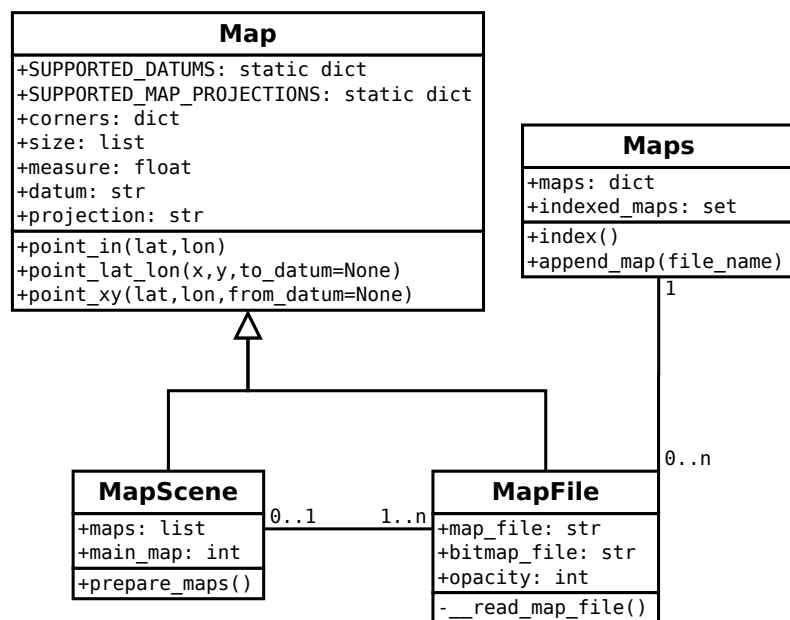 Map
+SUPPORTED_DATUMS: static dict
+SUPPORTED_MAP_PROJECTIONS: static dict
+corners: dict
+size: list
+measure: float
+datum: str
+projection: str
+point_in(lat,lon)
+point_lat_lon(x,y,to_datum=None)
+point_xy(lat,lon,from_datum=None)
Maps
+maps: dict
+indexed_maps: set
+index()
+append_map(file_name)
1
0..n
MapScene
+maps: list
+main_map: int
+prepare_maps()
0..1
1..n
MapFile
+map_file: str
+bitmap_file: str
+opacity: int
-__read_map_file()